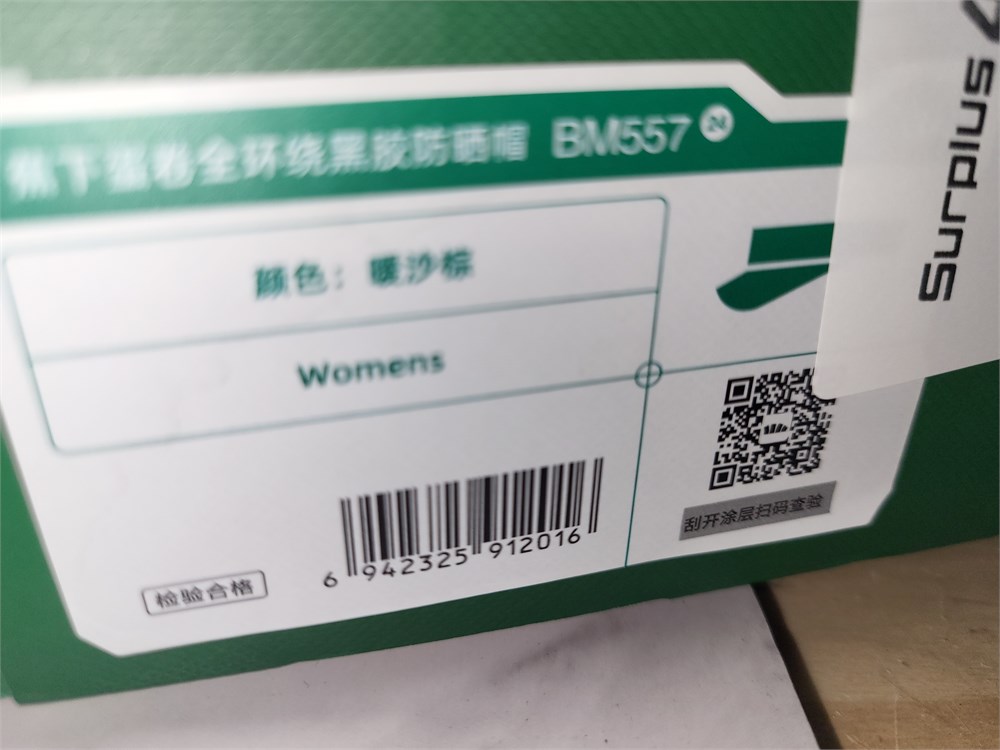 蕉下蛋卷全环绕黑胶防晒帽 BM557 2
颜色：暖沙棕
Womens
6 942325 912016
检验合格
刮开涂层扫码查验
Surplus